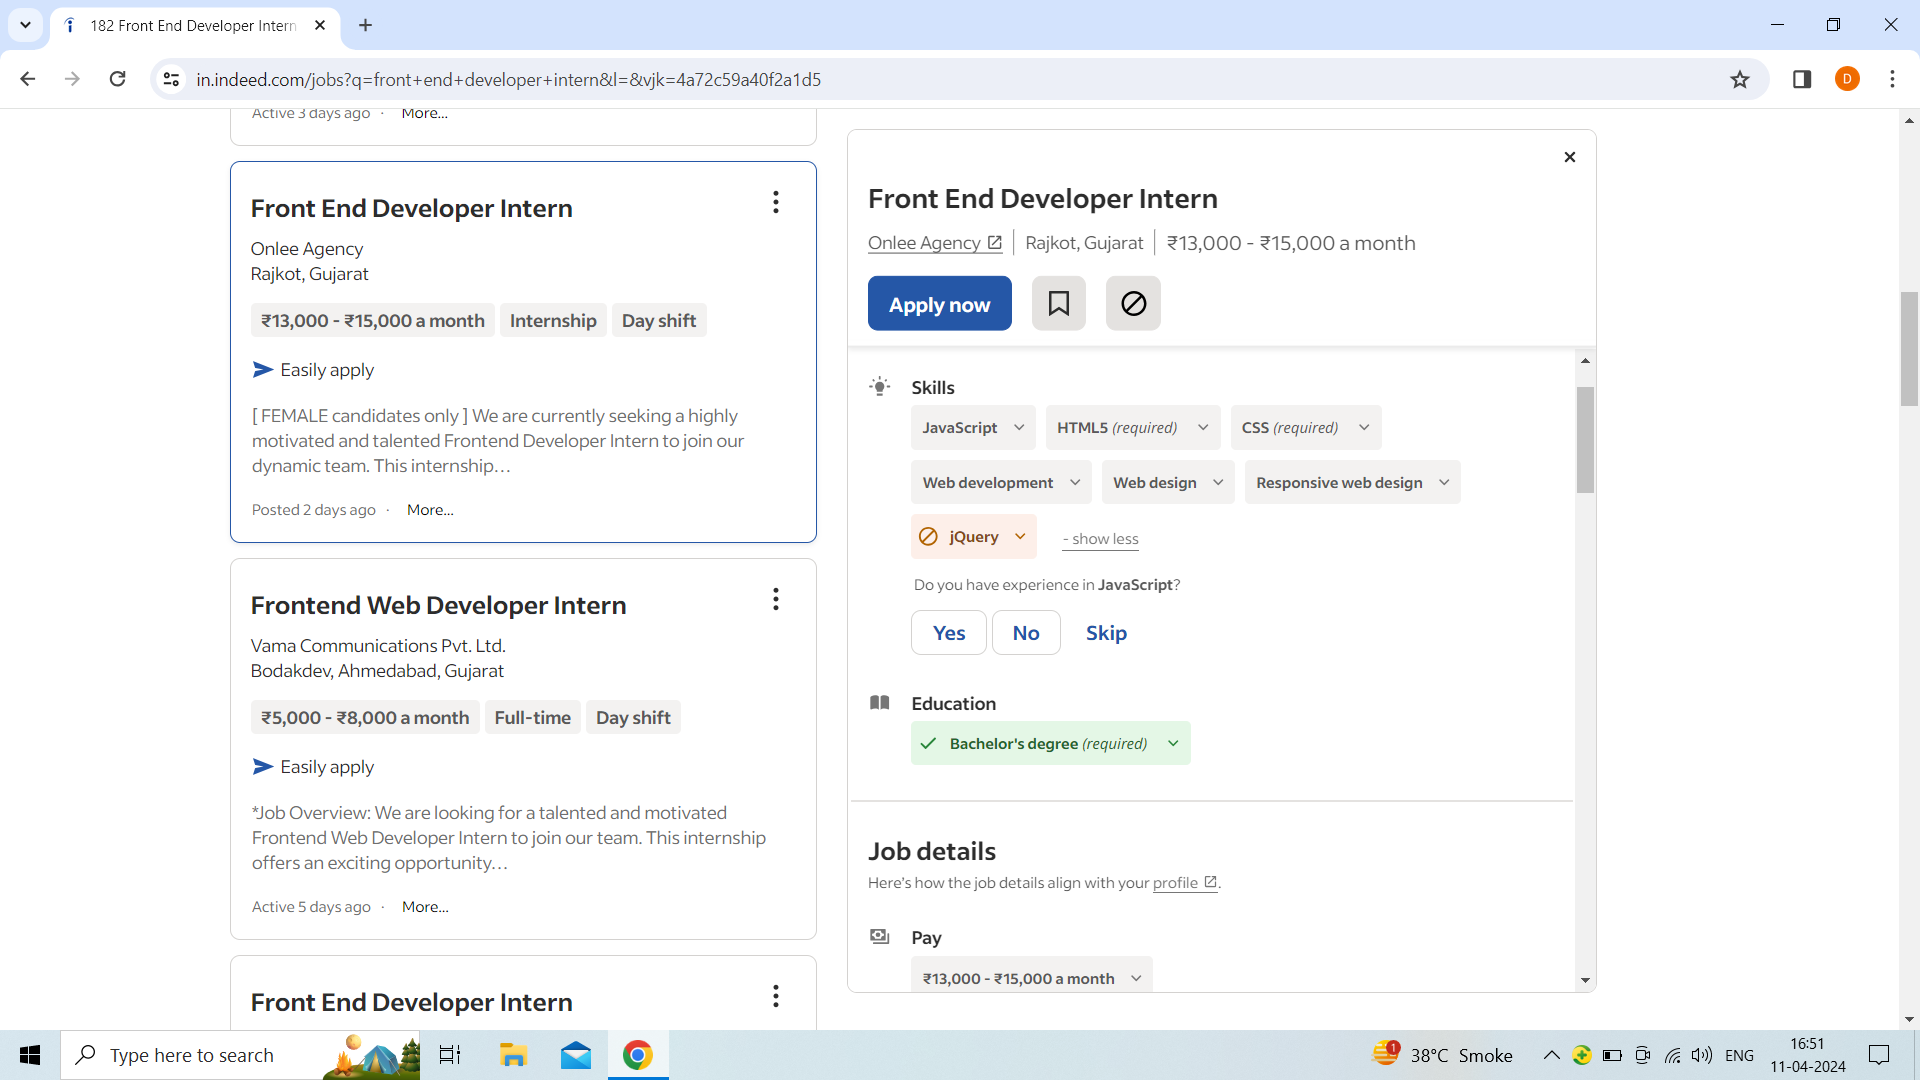 182 Front End Developer Intern
in.indeed.com/jobs?q=front+end+developer+intern&l=&vjk=4a72c59a40f2a1d5
D
Active 3 days ago · More...
Front End Developer Intern
Onlee Agency
Rajkot, Gujarat
₹13,000 - ₹15,000 a month Internship Day shift
Easily apply
[ FEMALE candidates only ] We are currently seeking a highly
motivated and talented Frontend Developer Intern to join our
dynamic team. This internship…
Posted 2 days ago · More...
Frontend Web Developer Intern
Vama Communications Pvt. Ltd.
Bodakdev, Ahmedabad, Gujarat
₹5,000 - ₹8,000 a month Full-time Day shift
Easily apply
*Job Overview: We are looking for a talented and motivated
Frontend Web Developer Intern to join our team. This internship
offers an exciting opportunity…
Active 5 days ago · More...
Front End Developer Intern
Front End Developer Intern
Onlee Agency Rajkot, Gujarat ₹13,000 - ₹15,000 a month
Apply now
Skills
JavaScript HTML5 (required) CSS (required)
Web development Web design Responsive web design
jQuery - show less
Do you have experience in JavaScript?
Yes No Skip
Education
Bachelor's degree (required)
Job details
Here's how the job details align with your profile.
Pay
₹13,000 - ₹15,000 a month
Type here to search
1
38°C Smoke
ENG
16:51
11-04-2024